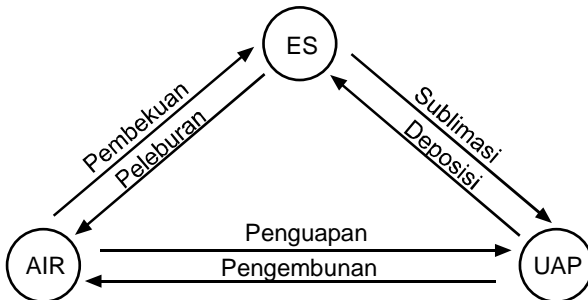 ES
Pembekuan
Peleburan
Sublimasi
Deposisi
AIR
Penguapan
Pengembunan
UAP